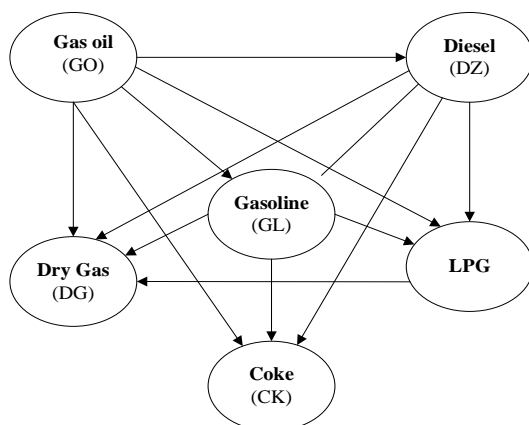 Gas oil
(GO)
Diesel
(DZ)
Gasoline
(GL)
Dry Gas
(DG)
LPG
Coke
(CK)